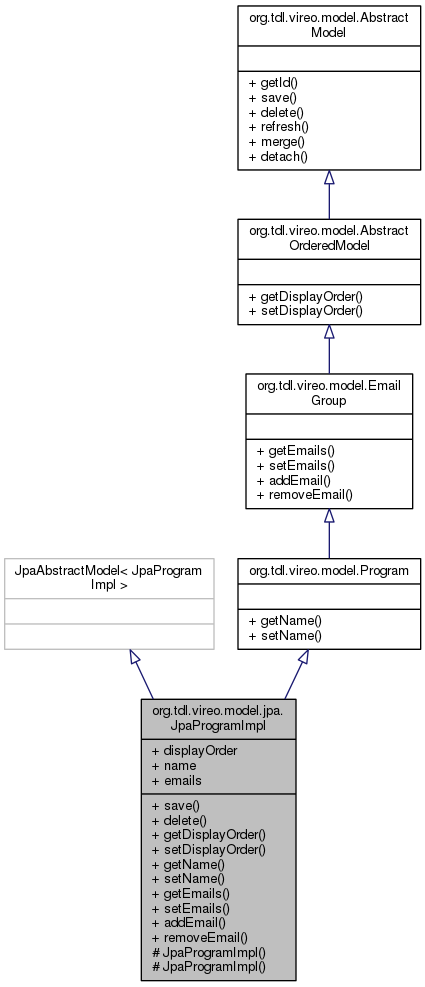 org.tdl.vireo.model.Abstract
Model
+ getId()
+ save()
+ delete()
+ refresh()
+ merge()
+ detach()
org.tdl.vireo.model.Abstract
OrderedModel
+ getDisplayOrder()
+ setDisplayOrder()
org.tdl.vireo.model.Email
Group
+ getEmails()
+ setEmails()
+ addEmail()
+ removeEmail()
JpaAbstractModel< JpaProgram
Impl >
org.tdl.vireo.model.Program
+ getName()
+ setName()
org.tdl.vireo.model.jpa.
JpaProgramImpl
+ displayOrder
+ name
+ emails
+ save()
+ delete()
+ getDisplayOrder()
+ setDisplayOrder()
+ getName()
+ setName()
+ getEmails()
+ setEmails()
+ addEmail()
+ removeEmail()
# JpaProgramImpl()
# JpaProgramImpl()